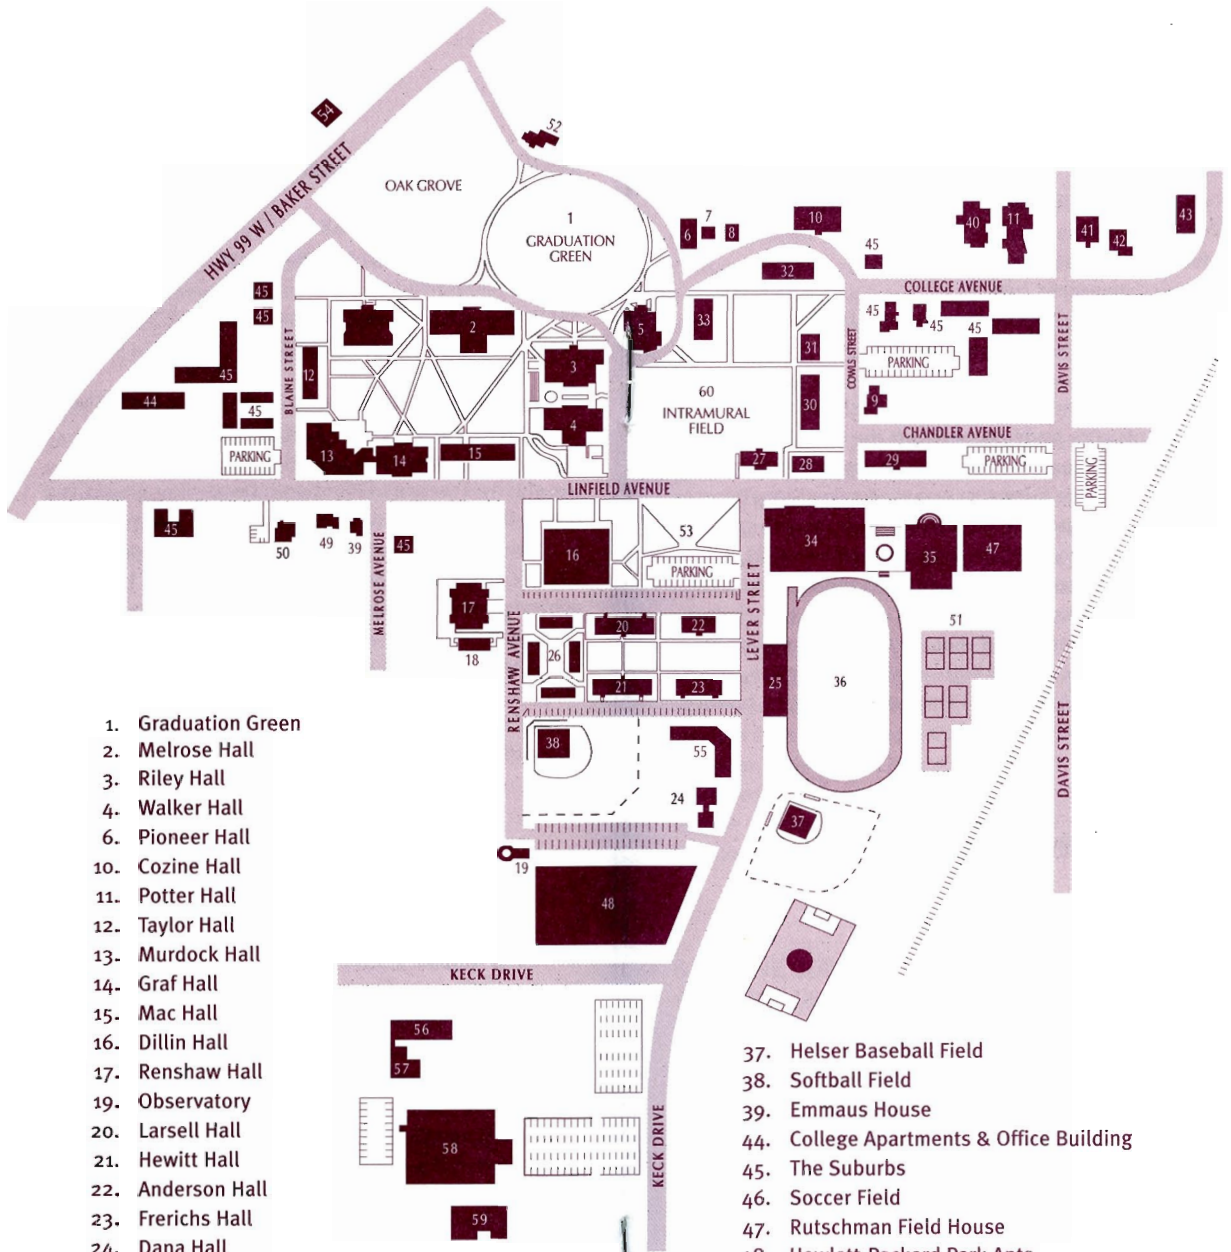 54
52
HWY 99 W / BAKER STREET
OAK GROVE
1
GRADUATION
GREEN
6
7
8
10
45
40
11
41
42
43
32
COLLEGE AVENUE
45
45
BLAINE STREET
2
5
33
45
45
45
31
COWLS STREET
DAVIS STREET
3
PARKING
12
45
44
45
60
INTRAMURAL
FIELD
30
9
4
CHANDLER AVENUE
PARKING
13
14
15
27
28
29
PARKING
PARKING
LINFIELD AVENUE
45
50
49
39
MELROSE AVENUE
45
16
53
PARKING
34
35
47
LEVER STREET
17
18
RENSHAW AVENUE
20
22
26
21
23
25
36
51
DAVIS STREET
38
55
24
37
19
48
KECK DRIVE
56
57
58
59
KECK DRIVE
1. Graduation Green
2. Melrose Hall
3. Riley Hall
4. Walker Hall
6. Pioneer Hall
10. Cozine Hall
11. Potter Hall
12. Taylor Hall
13. Murdock Hall
14. Graf Hall
15. Mac Hall
16. Dillin Hall
17. Renshaw Hall
19. Observatory
20. Larsell Hall
21. Hewitt Hall
22. Anderson Hall
23. Frerichs Hall
24. Dana Hall
37. Helser Baseball Field
38. Softball Field
39. Emmaus House
44. College Apartments & Office Building
45. The Suburbs
46. Soccer Field
47. Rutschman Field House
48. Hewlett-Packard Park Apts